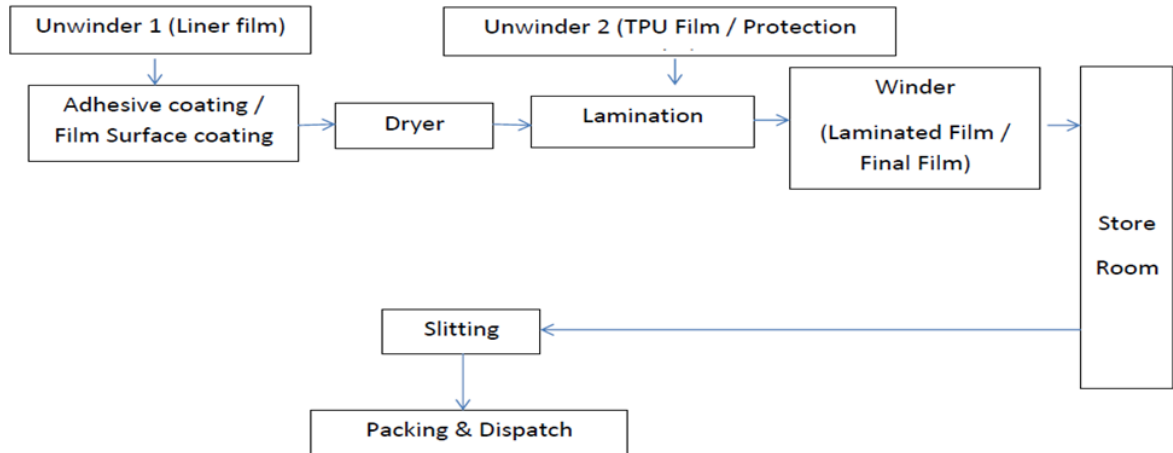 Unwinder 1 (Liner film)
Unwinder 2 (TPU Film / Protection
Adhesive coating /
Film Surface coating
Dryer
Lamination
Winder
(Laminated Film /
Final Film)
Store
Room
Slitting
Packing & Dispatch